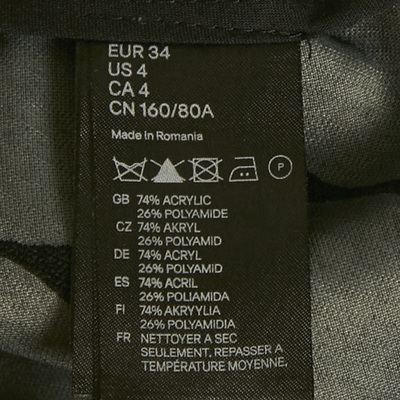 EUR 34
US 4
CA 4
CN 160/80A
Made in Romania
P
GB 74% ACRYLIC
26% POLYAMIDE
CZ 74% AKRYL
26% POLYAMID
DE 74% ACRYL
26% POLYAMID
ES 74% ACRIL
26% POLIAMIDA
FI 74% AKRYYLIA
26% POLYAMIDIA
FR NETTOYER A SEC
SEULEMENT. REPASSER A
TEMPÉRATURE MOYENNE.